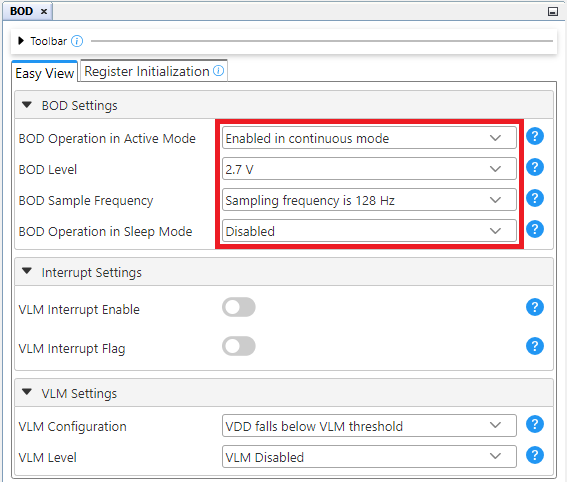 BOD ×
Toolbar ⓘ
Easy View Register Initialization ⓘ
BOD Settings
BOD Operation in Active Mode Enabled in continuous mode ?
BOD Level 2.7 V ?
BOD Sample Frequency Sampling frequency is 128 Hz ?
BOD Operation in Sleep Mode Disabled ?
Interrupt Settings
VLM Interrupt Enable ?
VLM Interrupt Flag ?
VLM Settings
VLM Configuration VDD falls below VLM threshold ?
VLM Level VLM Disabled ?